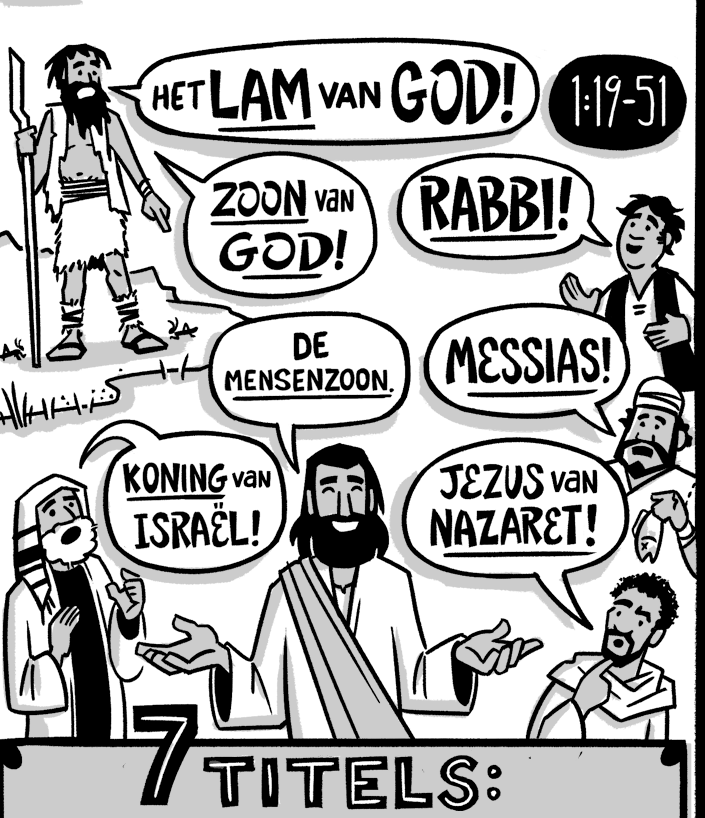 HET LAM VAN GOD!
1:19-51
ZOON van
GOD!
RABBI!
DE
MENSENZOON.
MESSIAS!
KONING van
ISRAËL!
JEZUS van
NAZARET!
7 TITELS: